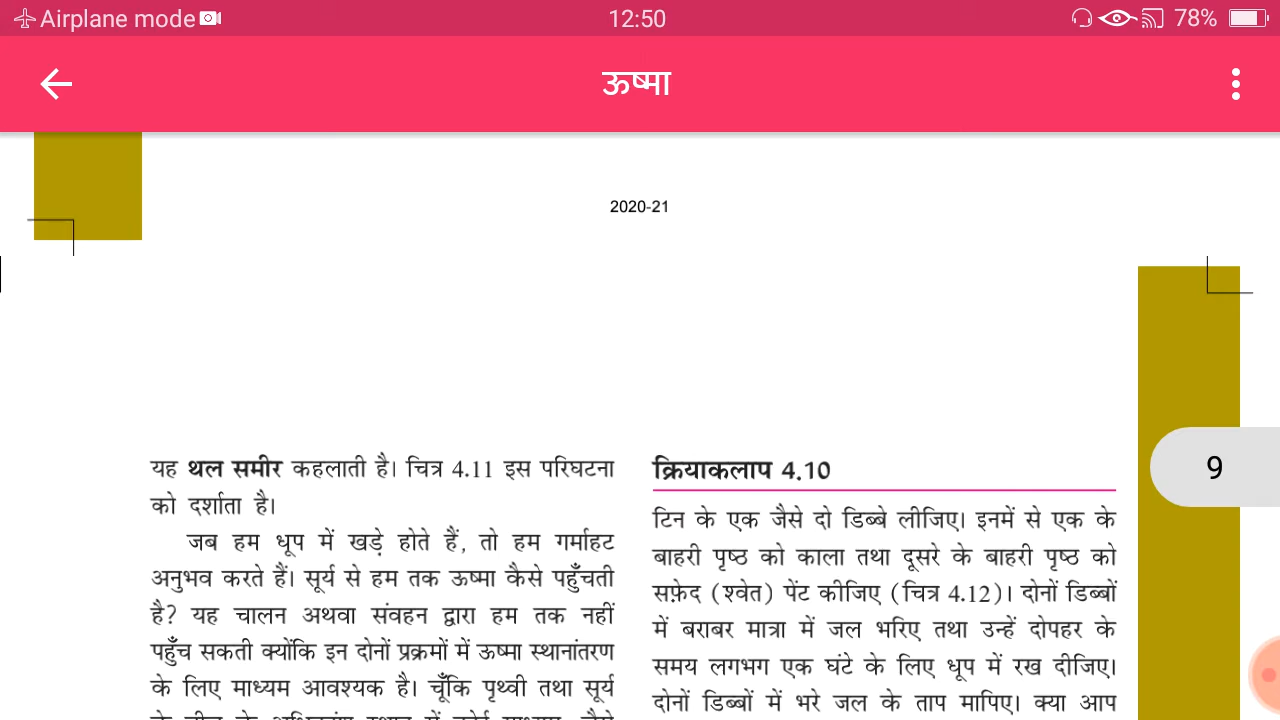 Airplane mode 12:50 78%
ऊष्मा
2020-21
9
यह थल समीर कहलाती है। चित्र 4.11 इस परिघटना
को दर्शाता है।
जब हम धूप में खड़े होते हैं, तो हम गर्माहट
अनुभव करते हैं। सूर्य से हम तक ऊष्मा कैसे पहुँचती
है? यह चालन अथवा संवहन द्वारा हम तक नहीं
पहुँच सकती क्योंकि इन दोनों प्रक्रमों में ऊष्मा स्थानांतरण
के लिए माध्यम आवश्यक है। चूँकि पृथ्वी तथा सूर्य
क्रियाकलाप 4.10
टिन के एक जैसे दो डिब्बे लीजिए। इनमें से एक के
बाहरी पृष्ठ को काला तथा दूसरे के बाहरी पृष्ठ को
सफ़ेद (श्वेत) पेंट कीजिए (चित्र 4.12)। दोनों डिब्बों
में बराबर मात्रा में जल भरिए तथा उन्हें दोपहर के
समय लगभग एक घंटे के लिए धूप में रख दीजिए।
दोनों डिब्बों में भरे जल के ताप मापिए। क्या आप